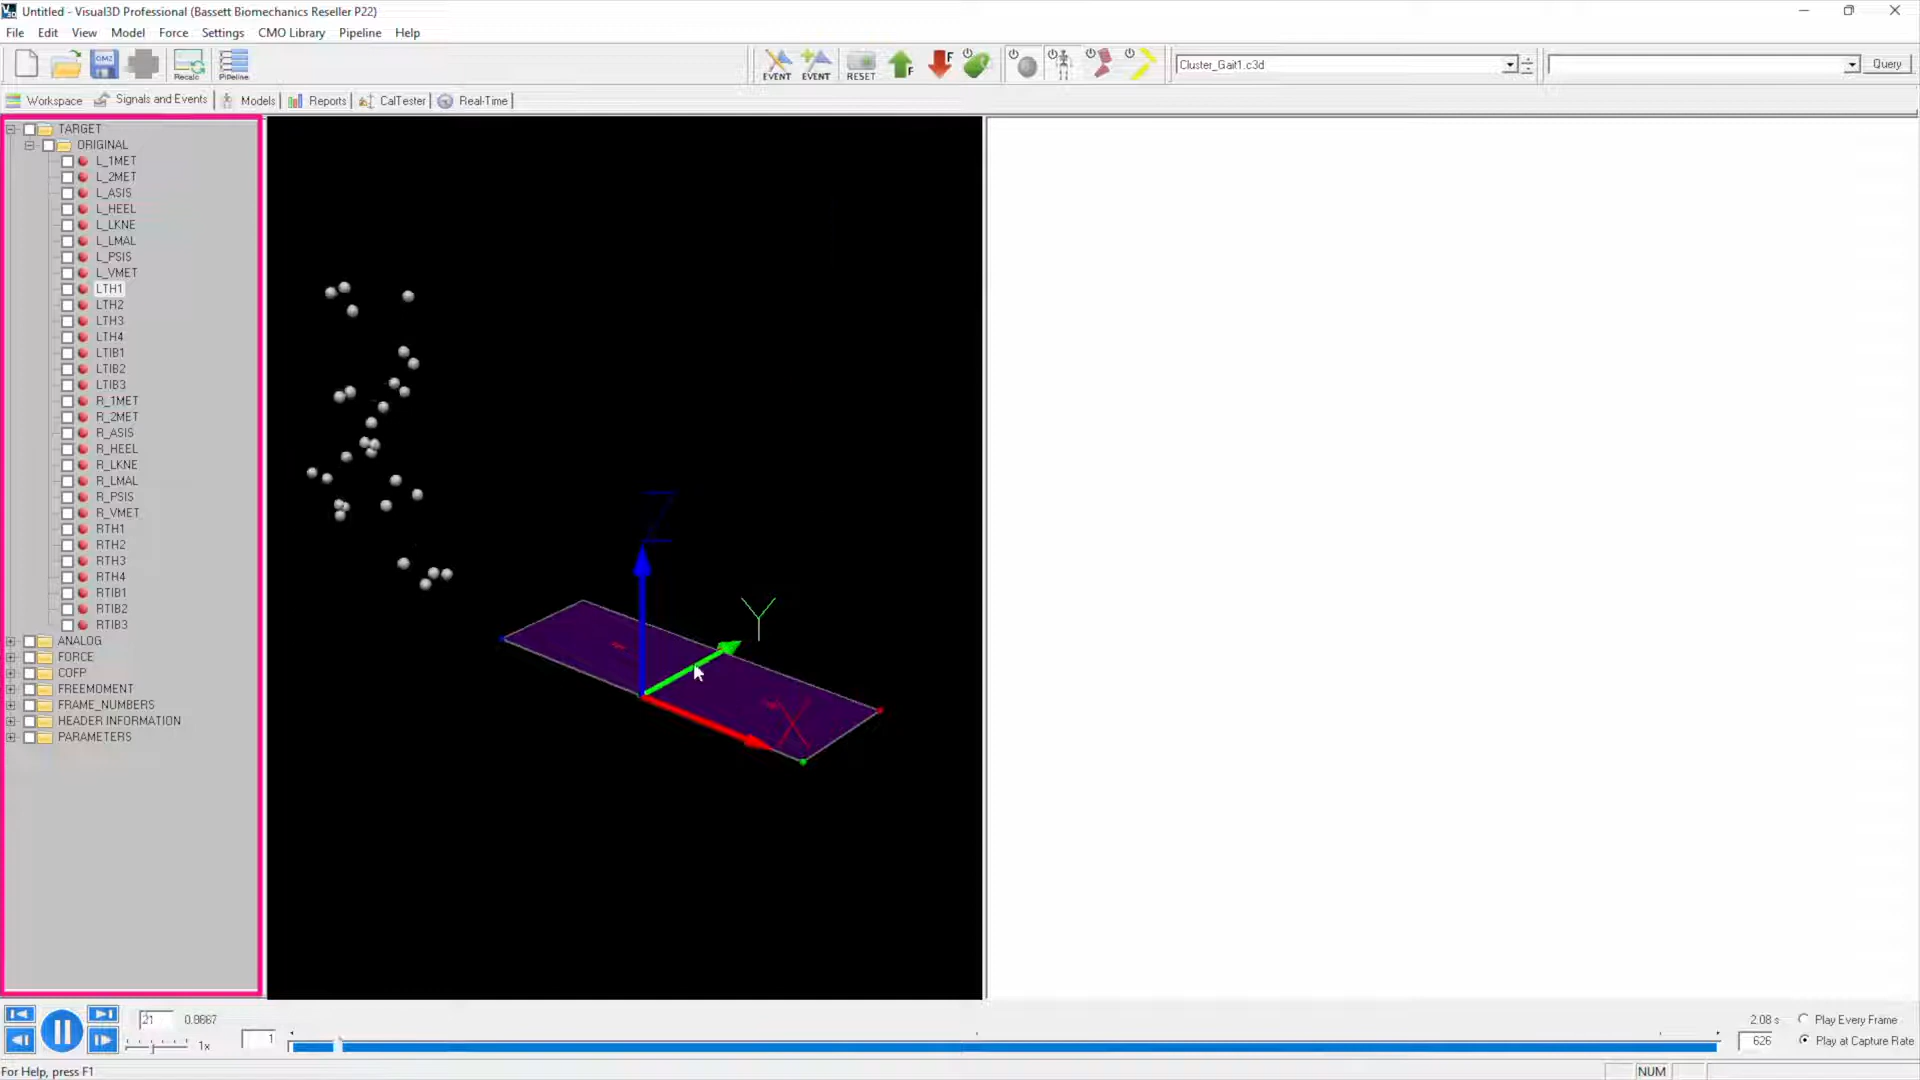 Untitled - Visual3D Professional (Bassett Biomechanics Reseller P22)
File Edit View Model Force Settings CMO Library Pipeline Help
CMZ Recalc Pipeline EVENT EVENT RESET F F Cluster_Gait1.c3d Query
Workspace Signals and Events Models Reports CalTester Real-Time
TARGET
ORIGINAL
L_1MET
L_2MET
L_ASIS
L_HEEL
L_LKNE
L_LMAL
L_PSIS
L_VMET
LTH1
LTH2
LTH3
LTH4
LTIB1
LTIB2
LTIB3
R_1MET
R_2MET
R_ASIS
R_HEEL
R_LKNE
R_LMAL
R_PSIS
R_VMET
RTH1
RTH2
RTH3
RTH4
RTIB1
RTIB2
RTIB3
ANALOG
FORCE
COFP
FREEMOMENT
FRAME_NUMBERS
HEADER INFORMATION
PARAMETERS
Z
Y
X
21 0.8667 2.08 s Play Every Frame
1x 1 626 Play at Capture Rate
For Help, press F1 NUM